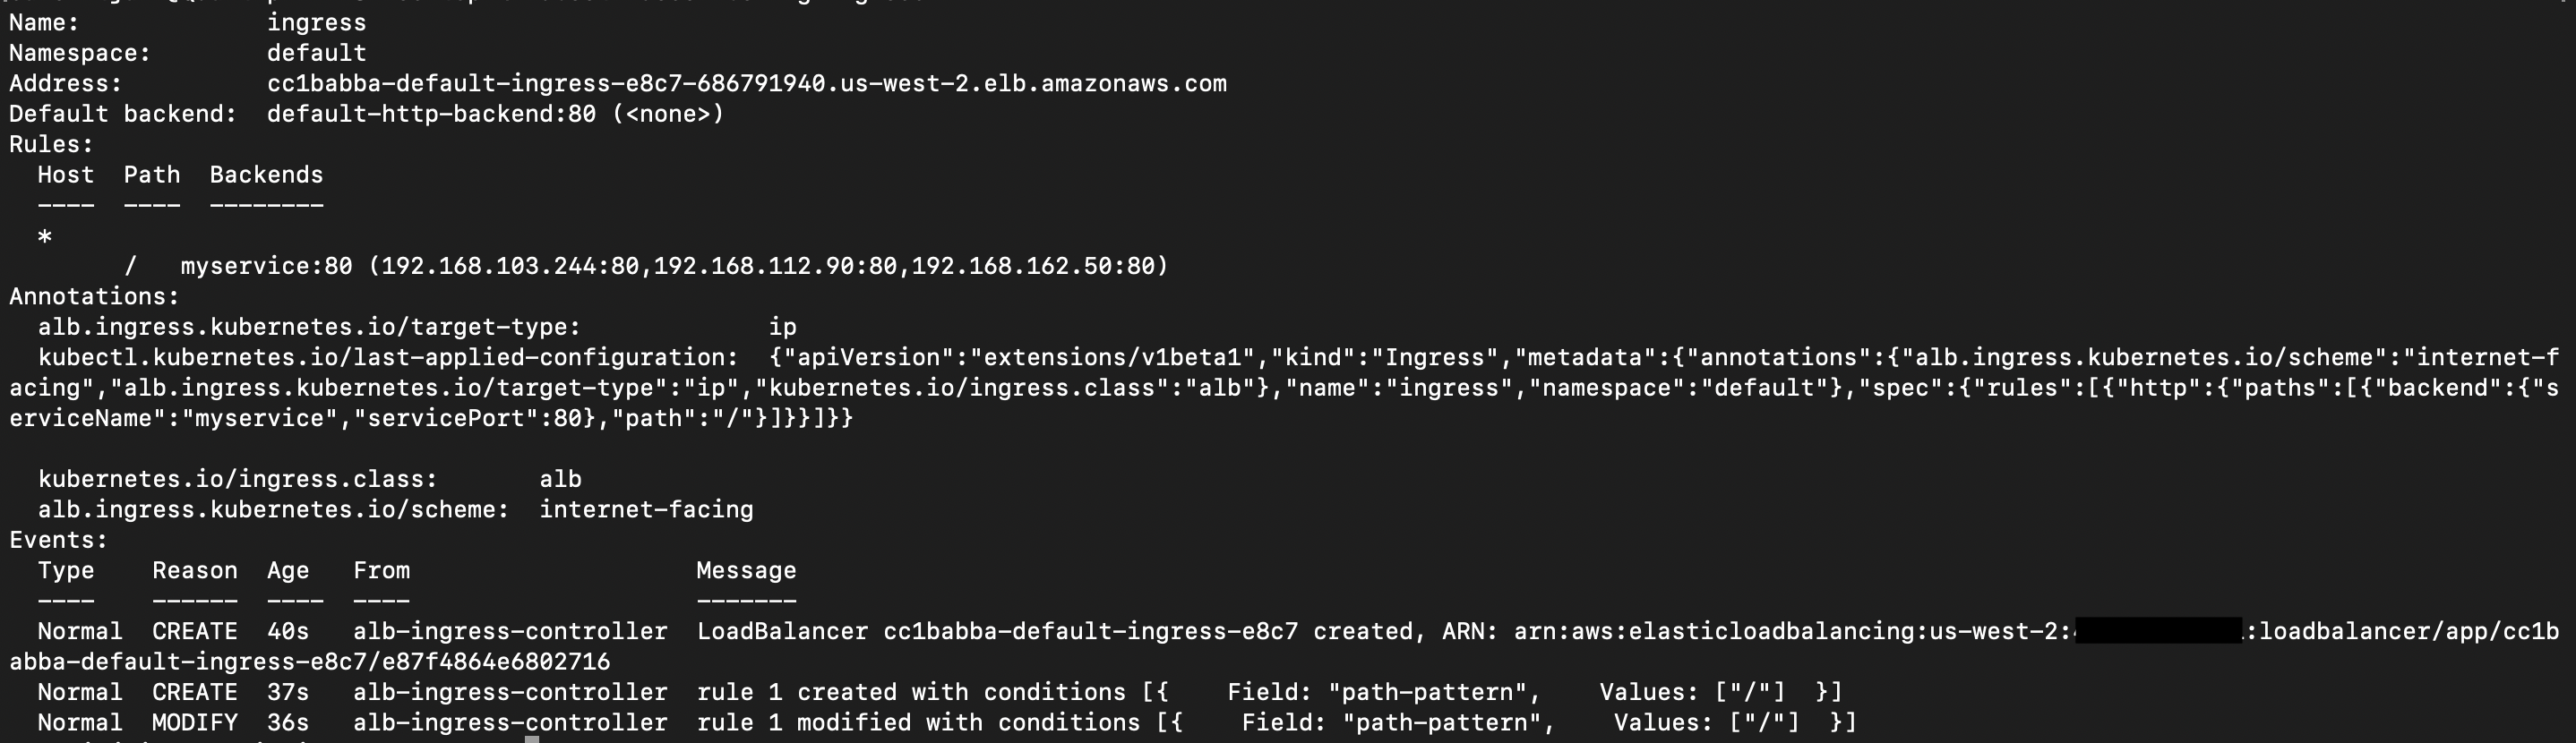 Name:             ingress
Namespace:        default
Address:          cc1babba-default-ingress-e8c7-686791940.us-west-2.elb.amazonaws.com
Default backend:  default-http-backend:80 (<none>)
Rules:
  Host  Path  Backends
  ----  ----  --------
  *
        /   myservice:80 (192.168.103.244:80,192.168.112.90:80,192.168.162.50:80)
Annotations:
  alb.ingress.kubernetes.io/target-type:             ip
  kubectl.kubernetes.io/last-applied-configuration:  {"apiVersion":"extensions/v1beta1","kind":"Ingress","metadata":{"annotations":{"alb.ingress.kubernetes.io/scheme":"internet-f
acing","alb.ingress.kubernetes.io/target-type":"ip","kubernetes.io/ingress.class":"alb"},"name":"ingress","namespace":"default"},"spec":{"rules":[{"http":{"paths":[{"backend":{"s
erviceName":"myservice","servicePort":80},"path":"/"}]}}]}}
  kubernetes.io/ingress.class:       alb
  alb.ingress.kubernetes.io/scheme:  internet-facing
Events:
  Type    Reason  Age   From                    Message
  ----    ------  ----  ----                    -------
  Normal  CREATE  40s   alb-ingress-controller  LoadBalancer cc1babba-default-ingress-e8c7 created, ARN: arn:aws:elasticloadbalancing:us-west-2: :loadbalancer/app/cc1b
abba-default-ingress-e8c7/e87f4864e6802716
  Normal  CREATE  37s   alb-ingress-controller  rule 1 created with conditions [{    Field: "path-pattern",    Values: ["/"]  }]
  Normal  MODIFY  36s   alb-ingress-controller  rule 1 modified with conditions [{    Field: "path-pattern",    Values: ["/"]  }]